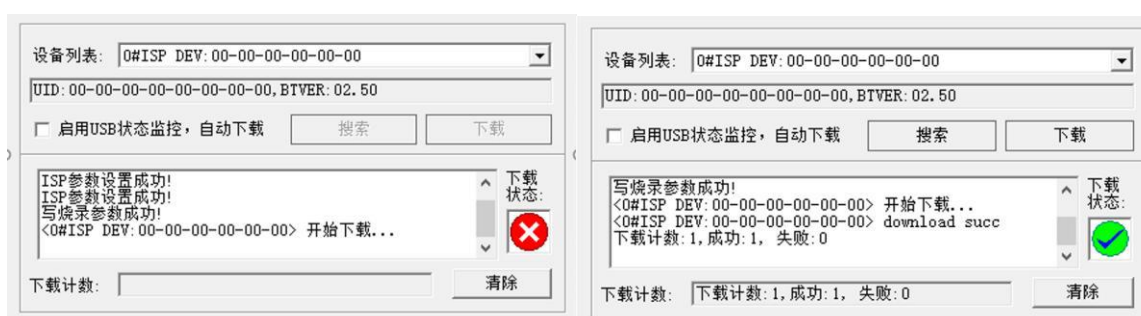 设备列表: 0#ISP DEV:00-00-00-00-00-00
UID:00-00-00-00-00-00-00-00,BTVER:02.50
启用USB状态监控，自动下载 搜索 下载
ISP参数设置成功!
ISP参数设置成功!
写烧录参数成功!
<0#ISP DEV:00-00-00-00-00-00> 开始下载...
下载
状态:
下载计数: 清除
设备列表: 0#ISP DEV:00-00-00-00-00-00
UID:00-00-00-00-00-00-00-00,BTVER:02.50
启用USB状态监控，自动下载 搜索 下载
写烧录参数成功!
<0#ISP DEV:00-00-00-00-00-00> 开始下载...
<0#ISP DEV:00-00-00-00-00-00> download succ
下载计数:1,成功:1, 失败:0
下载
状态:
下载计数: 下载计数:1,成功:1, 失败:0 清除